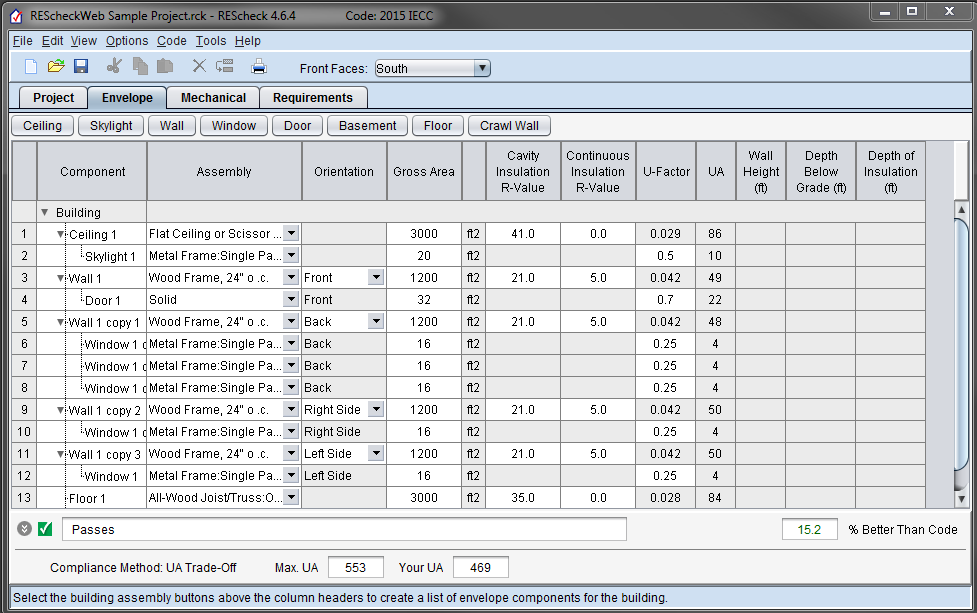 REScheckWeb Sample Project.rck - REScheck 4.6.4 Code: 2015 IECC
File Edit View Options Code Tools Help
Front Faces: South
Project Envelope Mechanical Requirements
Ceiling Skylight Wall Window Door Basement Floor Crawl Wall
Component Assembly Orientation Gross Area Cavity Insulation R-Value Continuous Insulation R-Value U-Factor UA Wall Height (ft) Depth Below Grade (ft) Depth of Insulation (ft)
Building
1 Ceiling 1 Flat Ceiling or Scissor ... 3000 ft2 41.0 0.0 0.029 86
2 Skylight 1 Metal Frame:Single Pa... 20 ft2 0.5 10
3 Wall 1 Wood Frame, 24" o .c. Front 1200 ft2 21.0 5.0 0.042 49
4 Door 1 Solid Front 32 ft2 0.7 22
5 Wall 1 copy 1 Wood Frame, 24" o .c. Back 1200 ft2 21.0 5.0 0.042 48
6 Window 1 c Metal Frame:Single Pa... Back 16 ft2 0.25 4
7 Window 1 c Metal Frame:Single Pa... Back 16 ft2 0.25 4
8 Window 1 c Metal Frame:Single Pa... Back 16 ft2 0.25 4
9 Wall 1 copy 2 Wood Frame, 24" o .c. Right Side 1200 ft2 21.0 5.0 0.042 50
10 Window 1 c Metal Frame:Single Pa... Right Side 16 ft2 0.25 4
11 Wall 1 copy 3 Wood Frame, 24" o .c. Left Side 1200 ft2 21.0 5.0 0.042 50
12 Window 1 Metal Frame:Single Pa... Left Side 16 ft2 0.25 4
13 Floor 1 All-Wood Joist/Truss:O... 3000 ft2 35.0 0.0 0.028 84
Passes 15.2 % Better Than Code
Compliance Method: UA Trade-Off Max. UA 553 Your UA 469
Select the building assembly buttons above the column headers to create a list of envelope components for the building.